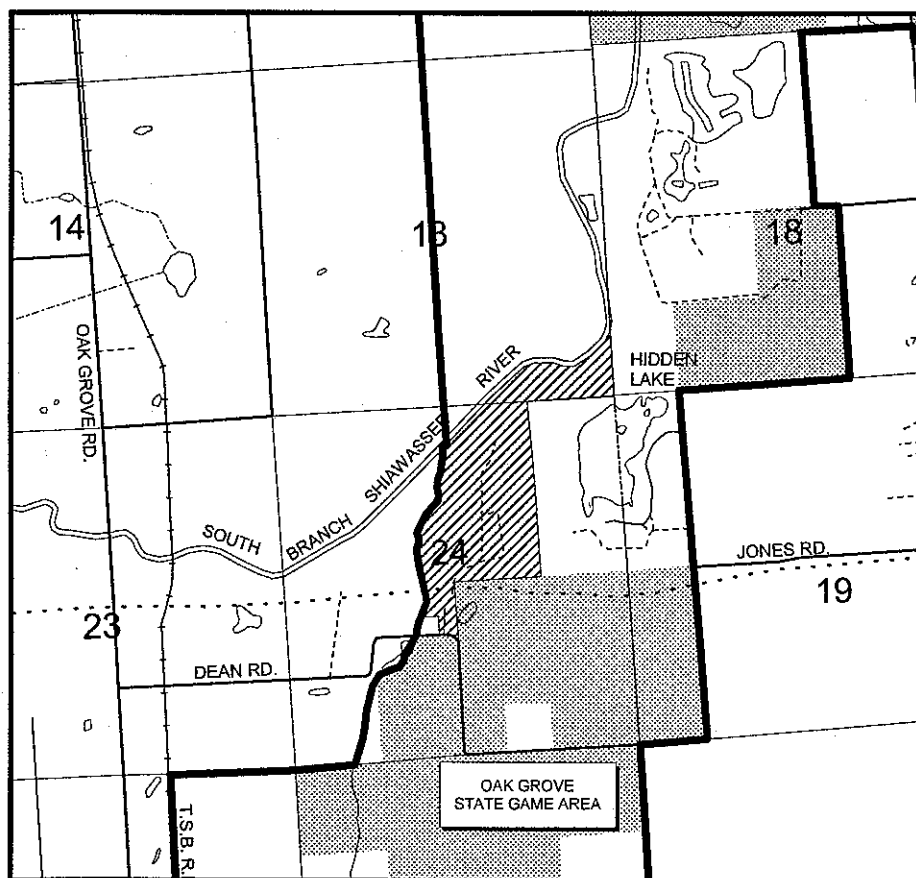 14
13
18
OAK GROVE RD.
HIDDEN
LAKE
SOUTH BRANCH SHIAWASSEE RIVER
24
JONES RD.
23
19
DEAN RD.
OAK GROVE
STATE GAME AREA
T.S.B. R.